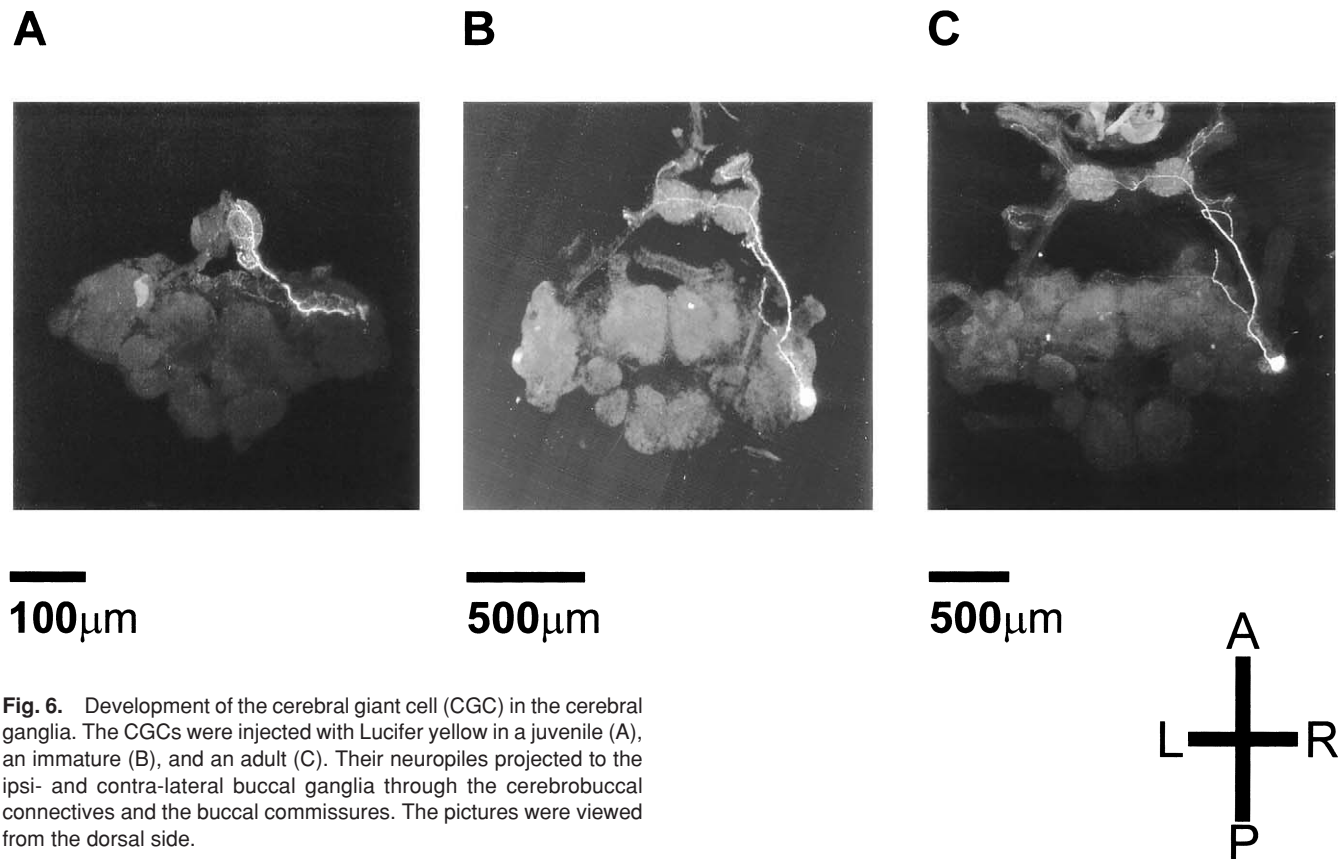 A
B
C
100μm
500μm
500μm
A
L
R
P
Fig. 6. Development of the cerebral giant cell (CGC) in the cerebral
ganglia. The CGCs were injected with Lucifer yellow in a juvenile (A),
an immature (B), and an adult (C). Their neuropiles projected to the
ipsi- and contra-lateral buccal ganglia through the cerebrobuccal
connectives and the buccal commissures. The pictures were viewed
from the dorsal side.